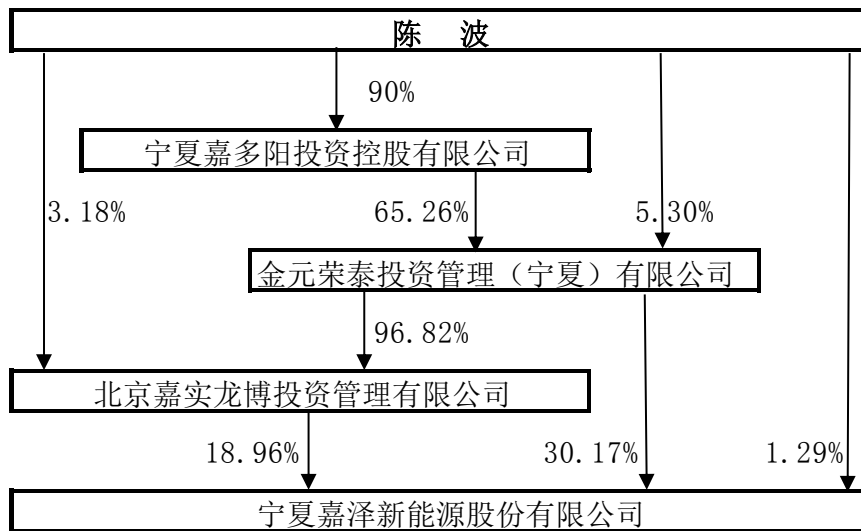 陈 波
90%
宁夏嘉多阳投资控股有限公司
3.18%
65.26%
5.30%
金元荣泰投资管理（宁夏）有限公司
96.82%
北京嘉实龙博投资管理有限公司
18.96%
30.17%
1.29%
宁夏嘉泽新能源股份有限公司